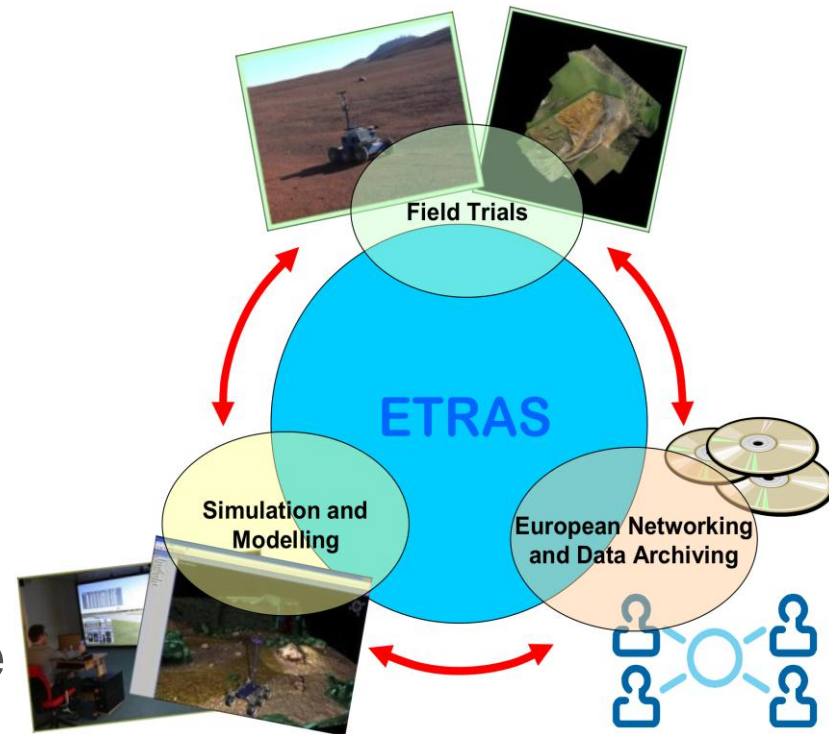 Field Trials
ETRAS
Simulation and
Modelling
European Networking
and Data Archiving
e